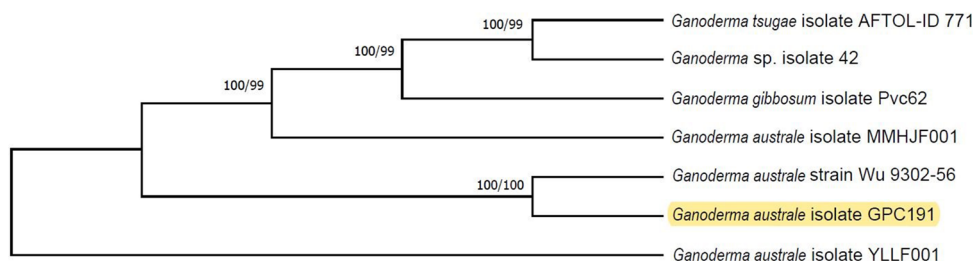 100/99
Ganoderma tsugae isolate AFTOL-ID 771
100/99
Ganoderma sp. isolate 42
100/99
Ganoderma gibbosum isolate Pvc62
Ganoderma australe isolate MMHJF001
100/100
Ganoderma australe strain Wu 9302-56
Ganoderma australe isolate GPC191
Ganoderma australe isolate YLLF001